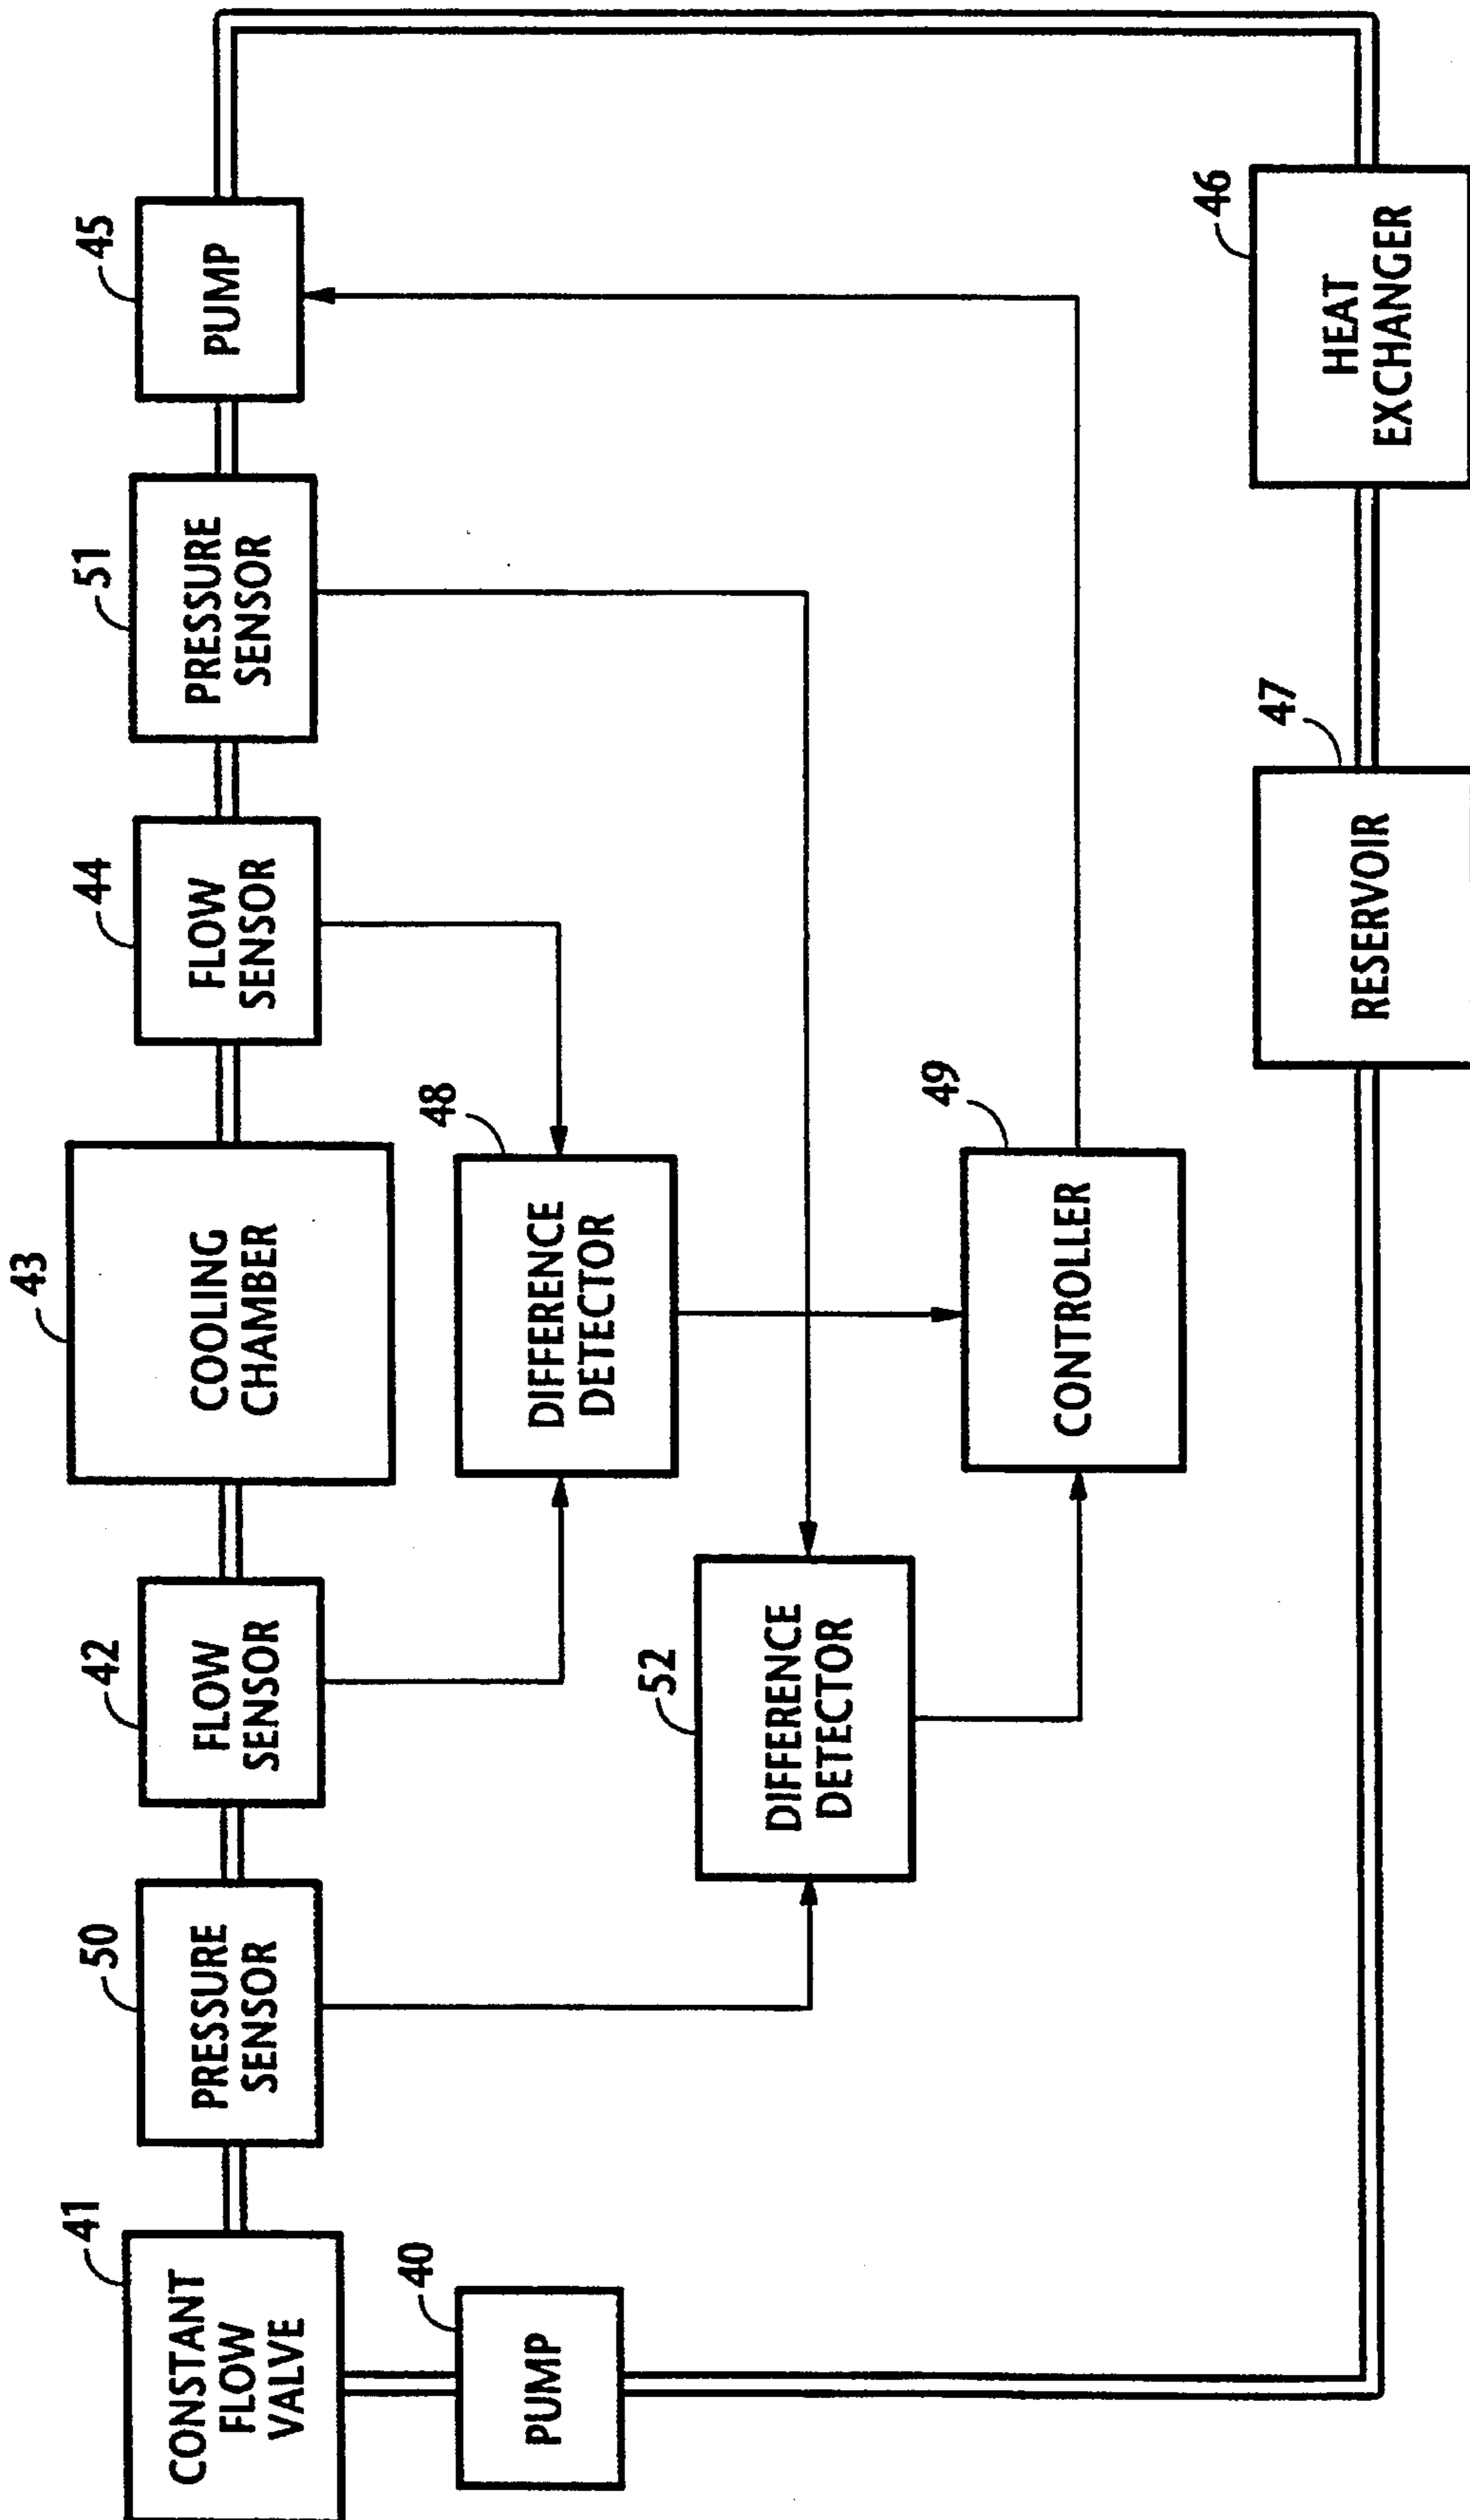 41
CONSTANT
FLOW
VALVE
50
PRESSURE
SENSOR
42
FLOW
SENSOR
43
COOLING
CHAMBER
44
FLOW
SENSOR
51
PRESSURE
SENSOR
45
PUMP
40
PUMP
48
DIFFERENCE
DETECTOR
52
DIFFERENCE
DETECTOR
49
CONTROLLER
47
RESERVOIR
46
HEAT
EXCHANGER